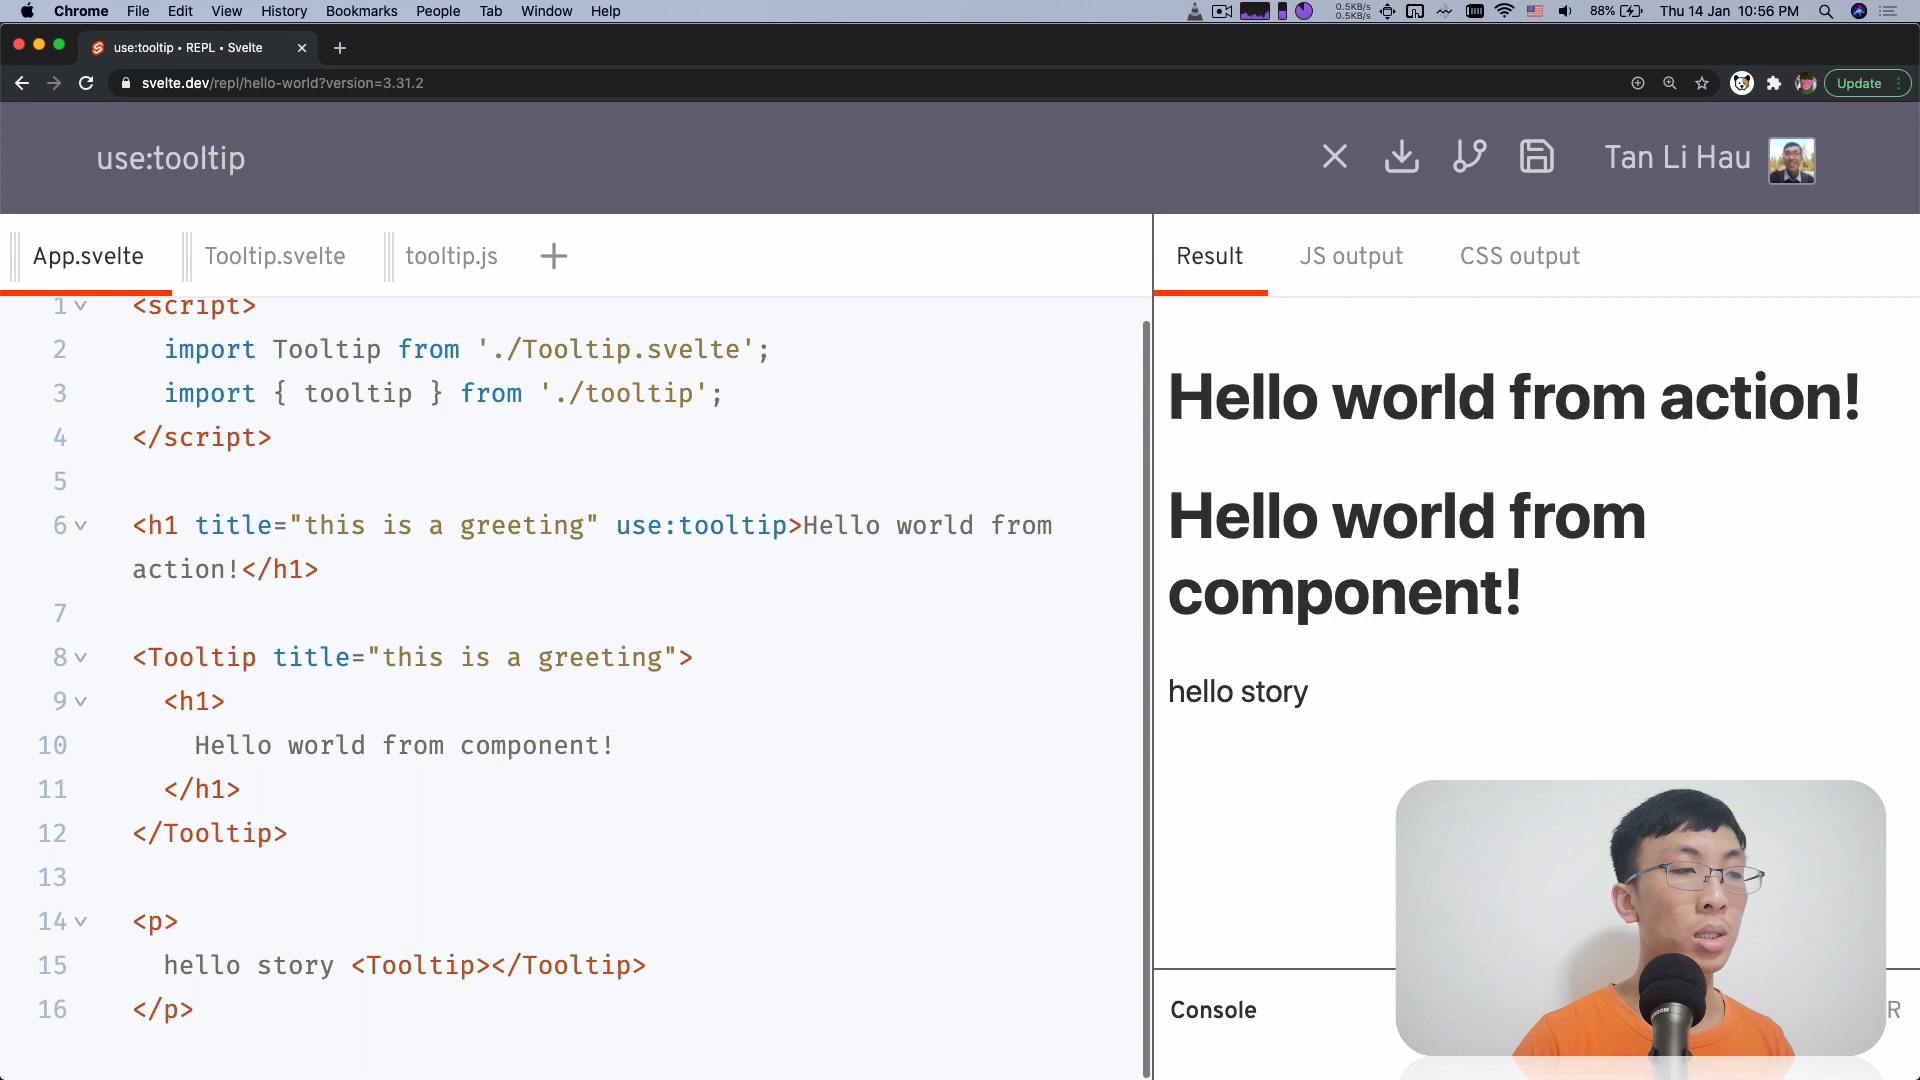 Chrome File Edit View History Bookmarks People Tab Window Help
0.5KB/s
0.5KB/s
88%
Thu 14 Jan 10:56 PM
use:tooltip • REPL • Svelte
svelte.dev/repl/hello-world?version=3.31.2
Update
use:tooltip
Tan Li Hau
App.svelte
Tooltip.svelte
tooltip.js
Result
JS output
CSS output
1 <script>
2 import Tooltip from './Tooltip.svelte';
3 import { tooltip } from './tooltip';
4 </script>
5
6 <h1 title="this is a greeting" use:tooltip>Hello world from
action!</h1>
7
8 <Tooltip title="this is a greeting">
9 <h1>
10 Hello world from component!
11 </h1>
12 </Tooltip>
13
14 <p>
15 hello story <Tooltip></Tooltip>
16 </p>
Hello world from action!
Hello world from
component!
hello story
Console
R